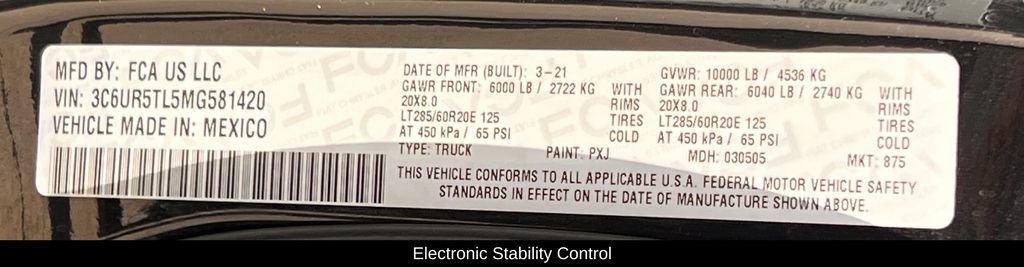 MFD BY: FCA US LLC
VIN: 3C6UR5TL5MG581420
VEHICLE MADE IN: MEXICO
DATE OF MFR (BUILT): 3-21
GAWR FRONT: 6000 LB / 2722 KG WITH
20X8.0 RIMS
LT285/60R20E 125 TIRES
AT 450 kPa / 65 PSI COLD
TYPE: TRUCK PAINT: PXJ
GVWR: 10000 LB / 4536 KG
GAWR REAR: 6040 LB / 2740 KG WITH
20X8.0 RIMS
LT285/60R20E 125 TIRES
AT 450 kPa / 65 PSI COLD
MDH: 030505 MKT: 875
THIS VEHICLE CONFORMS TO ALL APPLICABLE U.S.A. FEDERAL MOTOR VEHICLE SAFETY
STANDARDS IN EFFECT ON THE DATE OF MANUFACTURE SHOWN ABOVE.
Electronic Stability Control